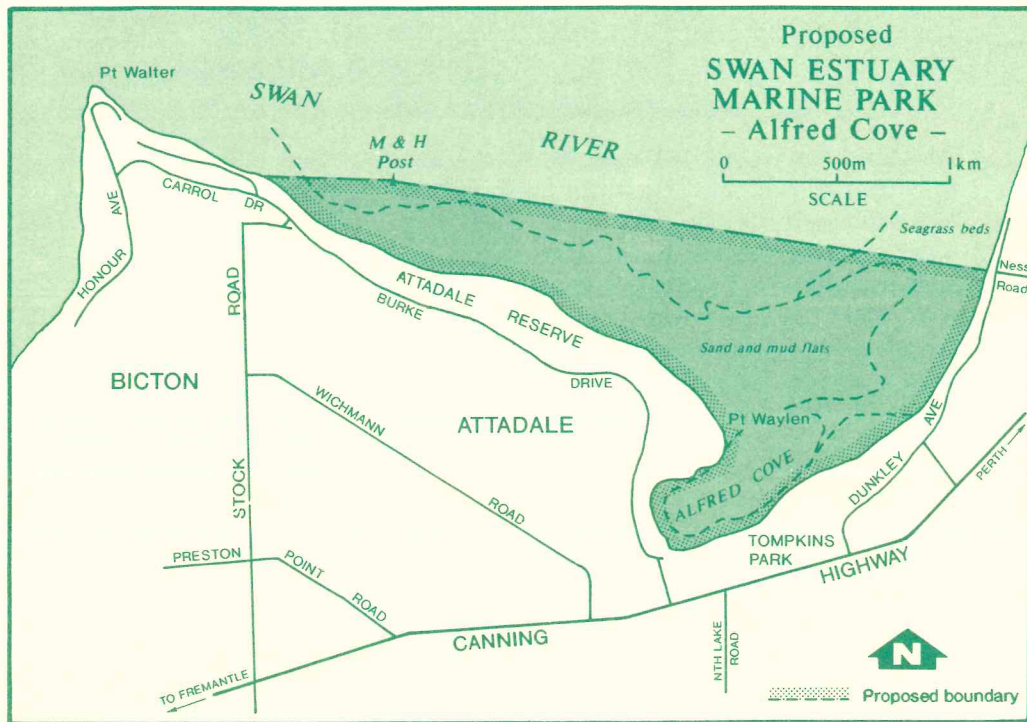 Proposed
SWAN ESTUARY
MARINE PARK
– Alfred Cove –
0 500m 1km
SCALE
Pt Walter
SWAN
RIVER
M & H
Post
Seagrass beds
Ness
Road
CARROL DR
HONOUR AVE
ATTADALE
RESERVE
BURKE
DRIVE
ROAD
STOCK
Sand and mud flats
BICTON
ATTADALE
WICHMANN
ROAD
Pt Waylen
ALFRED COVE
DUNKLEY AVE
PERTH
TOMPKINS
PARK
PRESTON
POINT
ROAD
CANNING
HIGHWAY
NTH LAKE
ROAD
TO FREMANTLE
N
Proposed boundary